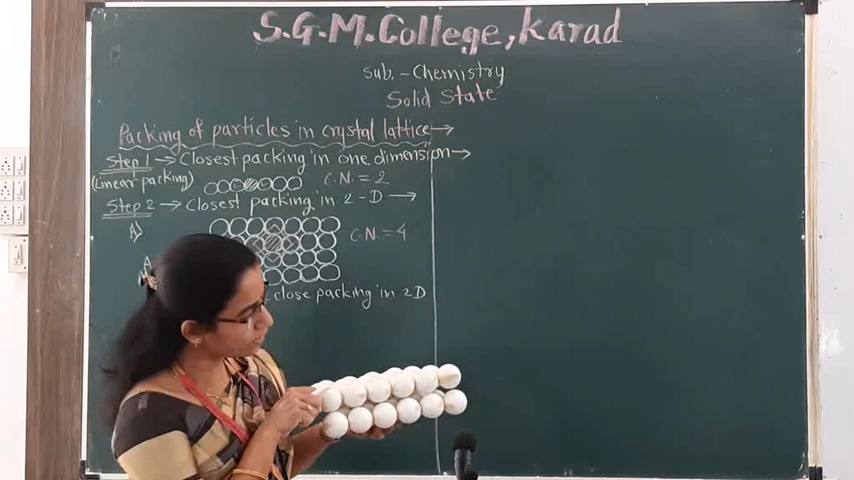 S.G.M.College,Karad
Sub. - Chemistry
Solid State
Packing of particles in crystal lattice→
Step 1 → Closest packing in one dimension→
(Linear packing) C.N. = 2
Step 2 → Closest packing in 2-D →
A>
C.N. = 4
A
close packing in 2D